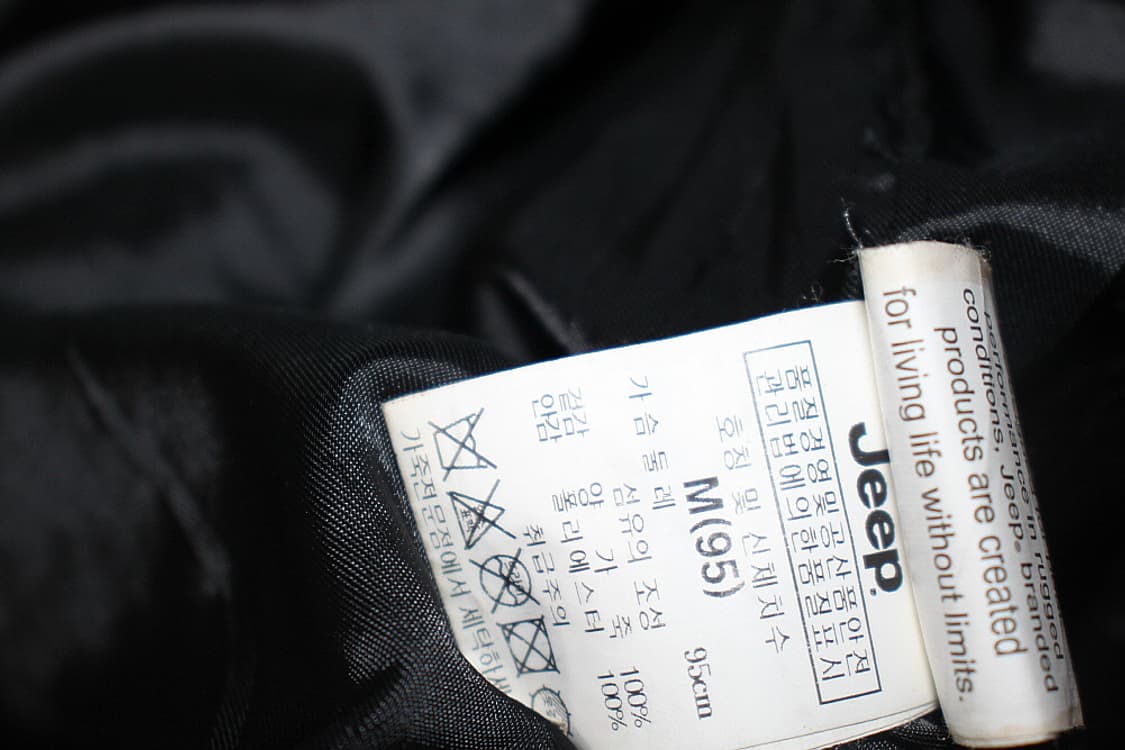 performance in rugged
conditions, Jeep® branded
products are created
for living life without limits.
Jeep
품질경영및공산품안전
관리법에의한품질표시
호칭 및 신체치수
M(95)
가슴둘레 95cm
섬유의 조성
겉감 양가죽 100%
안감 폴리에스터 100%
취급주의
가죽전문점에서 세탁하